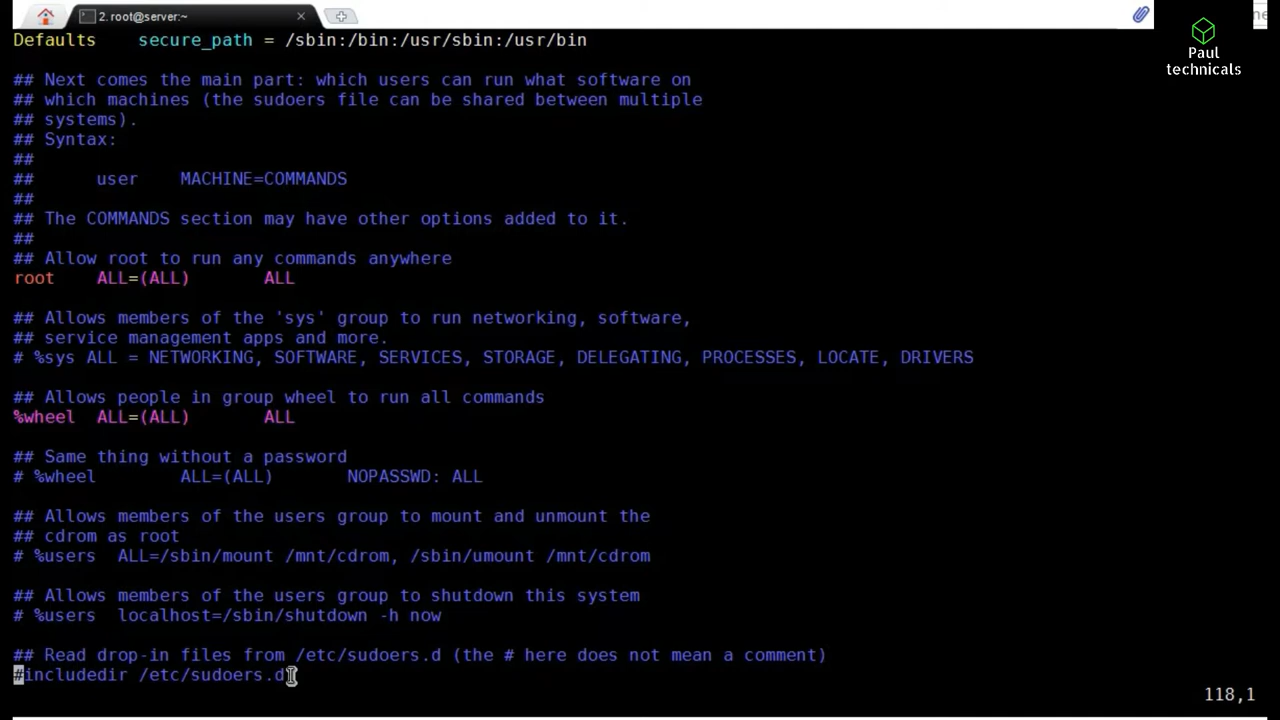 2. root@server:~
Paul
technicals
Defaults    secure_path = /sbin:/bin:/usr/sbin:/usr/bin
## Next comes the main part: which users can run what software on
## which machines (the sudoers file can be shared between multiple
## systems).
## Syntax:
##
##      user    MACHINE=COMMANDS
##
## The COMMANDS section may have other options added to it.
##
## Allow root to run any commands anywhere
root    ALL=(ALL)       ALL
## Allows members of the 'sys' group to run networking, software,
## service management apps and more.
# %sys ALL = NETWORKING, SOFTWARE, SERVICES, STORAGE, DELEGATING, PROCESSES, LOCATE, DRIVERS
## Allows people in group wheel to run all commands
%wheel  ALL=(ALL)       ALL
## Same thing without a password
# %wheel        ALL=(ALL)       NOPASSWD: ALL
## Allows members of the users group to mount and unmount the
## cdrom as root
# %users  ALL=/sbin/mount /mnt/cdrom, /sbin/umount /mnt/cdrom
## Allows members of the users group to shutdown this system
# %users  localhost=/sbin/shutdown -h now
## Read drop-in files from /etc/sudoers.d (the # here does not mean a comment)
#includedir /etc/sudoers.d
118,1